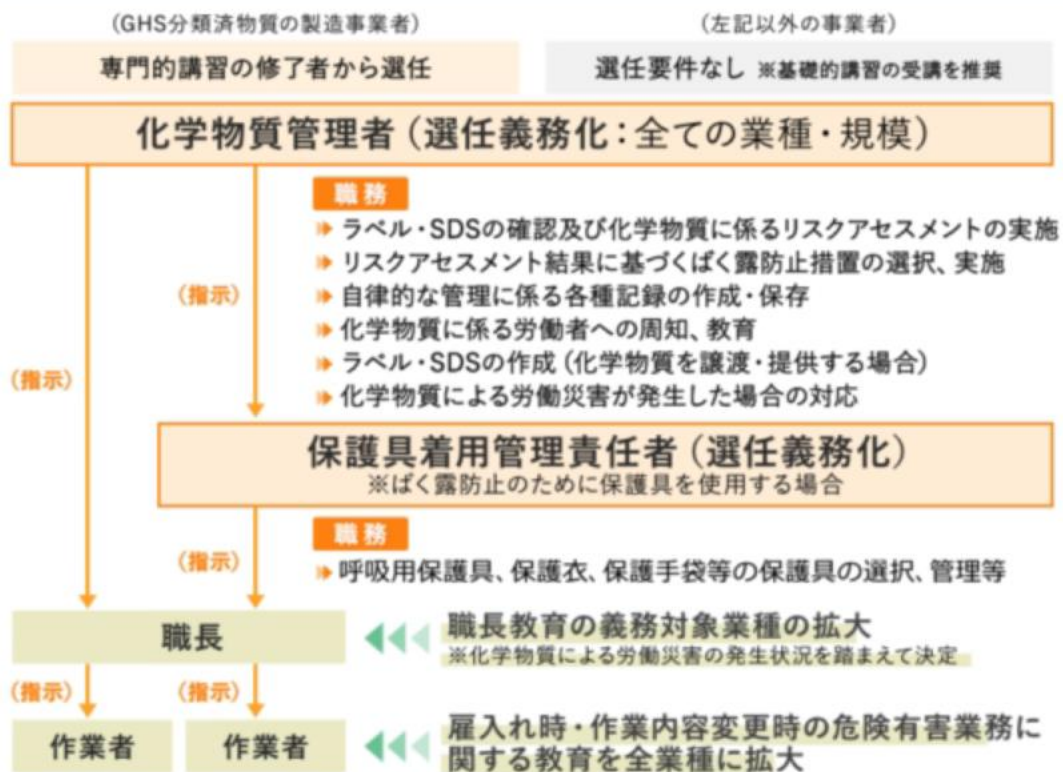 (GHS分類済物質の製造事業者)
(左記以外の事業者)
専門的講習の修了者から選任
選任要件なし ※基礎的講習の受講を推奨
化学物質管理者(選任義務化:全ての業種・規模)
職務
ラベル・SDSの確認及び化学物質に係るリスクアセスメントの実施
リスクアセスメント結果に基づくばく露防止措置の選択、実施
(指示)
自律的な管理に係る各種記録の作成・保存
化学物質に係る労働者への周知、教育
ラベル・SDSの作成(化学物質を譲渡・提供する場合)
(指示)
化学物質による労働災害が発生した場合の対応
保護具着用管理責任者(選任義務化)
※ばく露防止のために保護具を使用する場合
職務
(指示)
呼吸用保護具、保護衣、保護手袋等の保護具の選択、管理等
職長
職長教育の義務対象業種の拡大
※化学物質による労働災害の発生状況を踏まえて決定
(指示)
(指示)
作業者
作業者
雇入れ時・作業内容変更時の危険有害業務に
関する教育を全業種に拡大